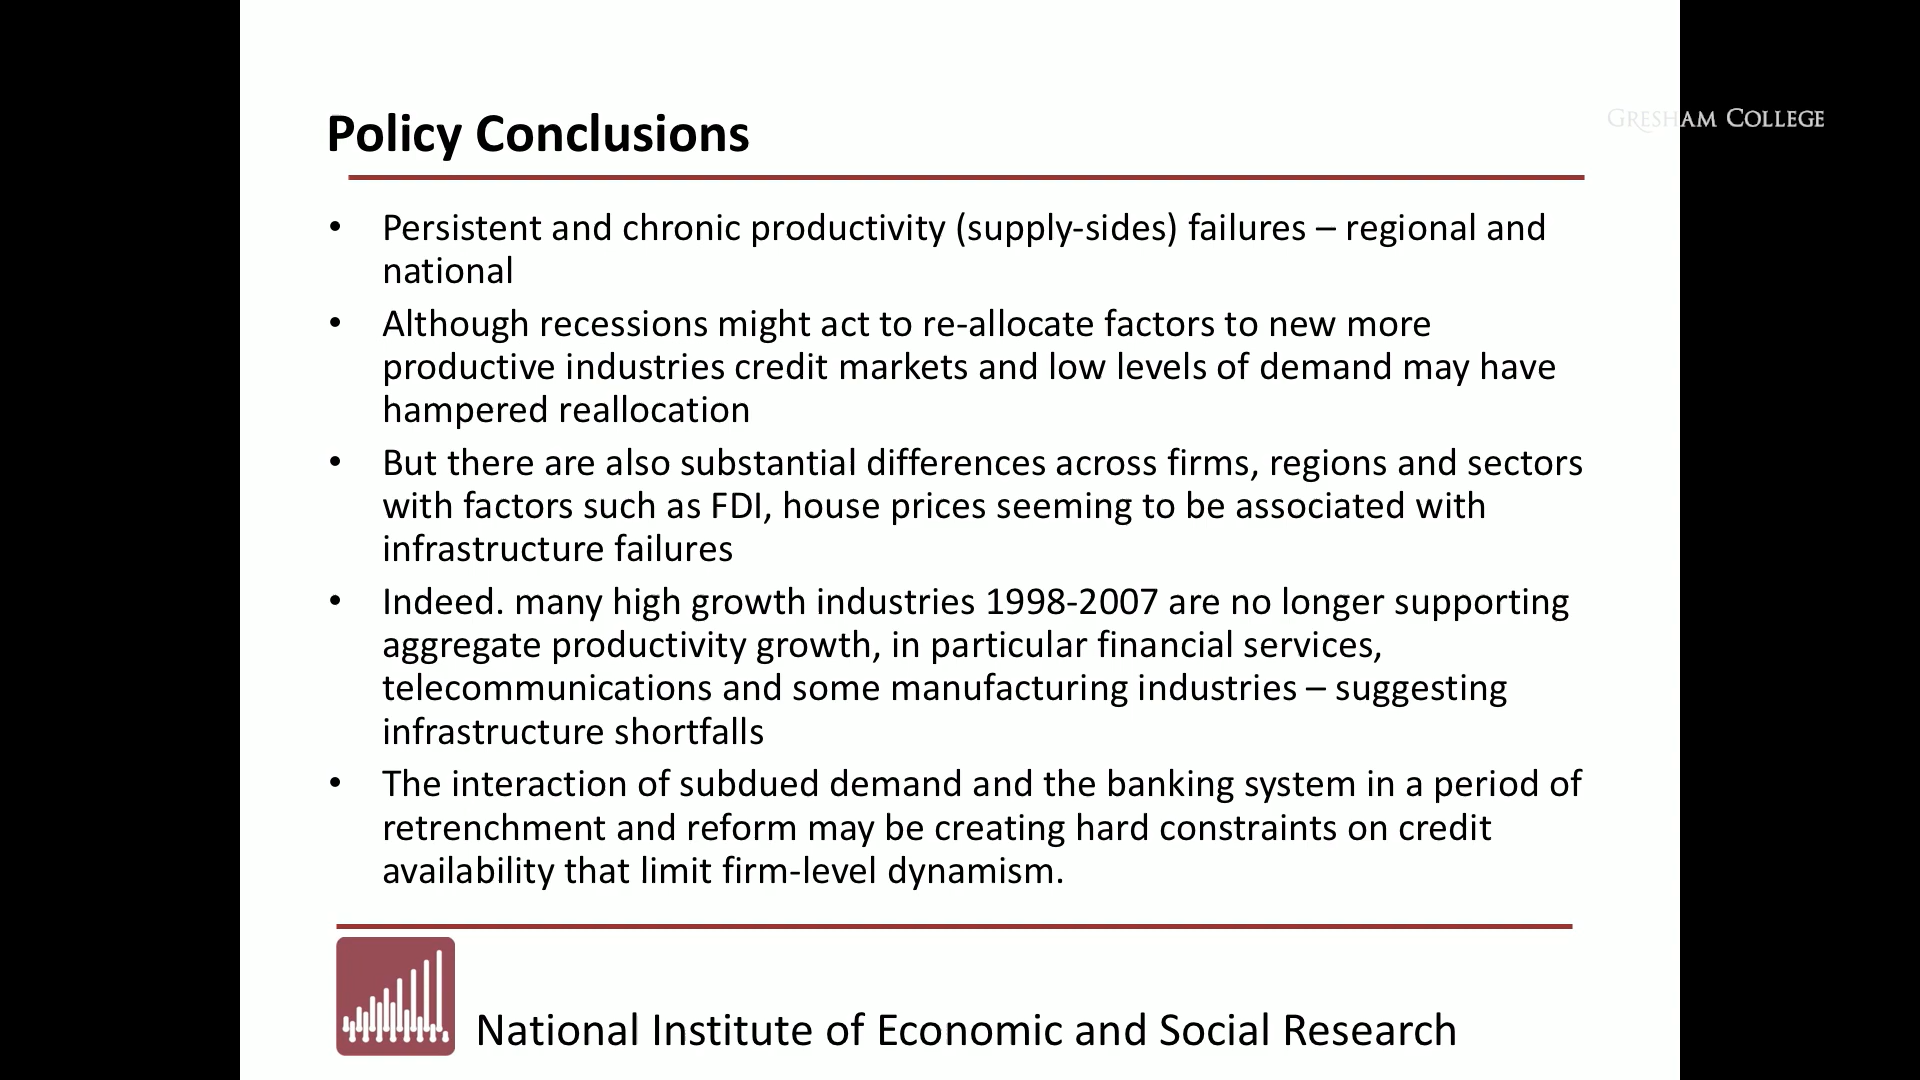 Policy Conclusions
GRESHAM COLLEGE
• Persistent and chronic productivity (supply-sides) failures – regional and
national
• Although recessions might act to re-allocate factors to new more
productive industries credit markets and low levels of demand may have
hampered reallocation
• But there are also substantial differences across firms, regions and sectors
with factors such as FDI, house prices seeming to be associated with
infrastructure failures
• Indeed. many high growth industries 1998-2007 are no longer supporting
aggregate productivity growth, in particular financial services,
telecommunications and some manufacturing industries – suggesting
infrastructure shortfalls
• The interaction of subdued demand and the banking system in a period of
retrenchment and reform may be creating hard constraints on credit
availability that limit firm-level dynamism.
National Institute of Economic and Social Research